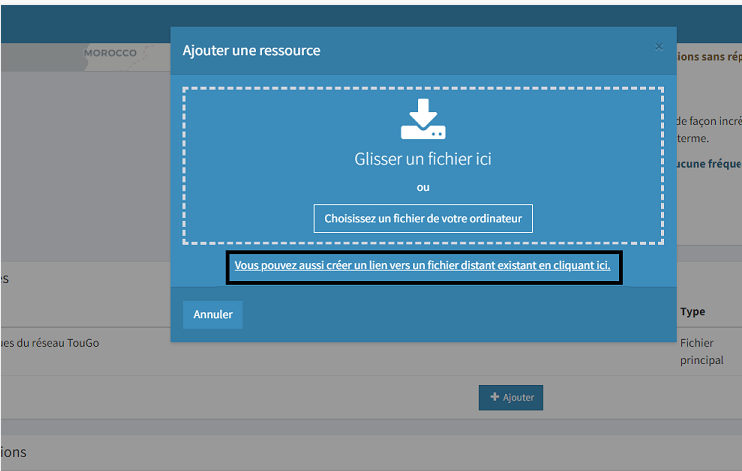 MOROCCO
Ajouter une ressource
×
ions sans rép
de façon incré
terme.
ucune fréque
Glisser un fichier ici
ou
Choisissez un fichier de votre ordinateur
Vous pouvez aussi créer un lien vers un fichier distant existant en cliquant ici.
es
Annuler
Type
ues du réseau TouGo
Fichier
principal
+ Ajouter
ions